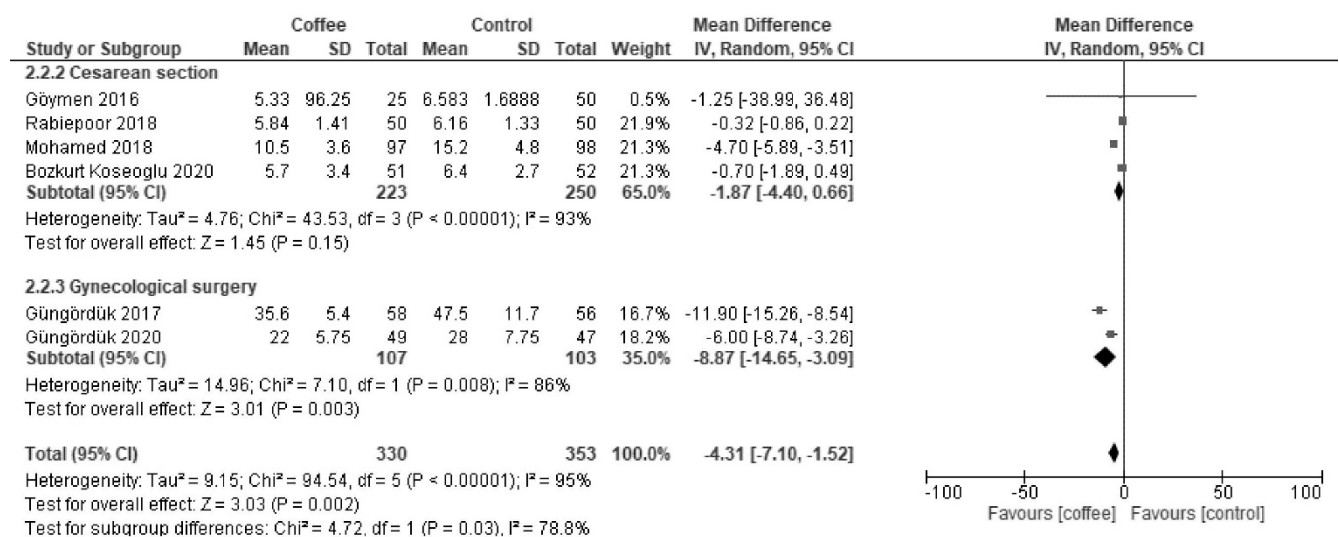 Coffee Control Mean Difference Mean Difference
Study or Subgroup Mean SD Total Mean SD Total Weight IV, Random, 95% CI IV, Random, 95% CI
2.2.2 Cesarean section
Göymen 2016 5.33 96.25 25 6.583 1.6888 50 0.5% -1.25 [-38.99, 36.48]
Rabiepoor 2018 5.84 1.41 50 6.16 1.33 50 21.9% -0.32 [-0.86, 0.22]
Mohamed 2018 10.5 3.6 97 15.2 4.8 98 21.3% -4.70 [-5.89, -3.51]
Bozkurt Koseoglu 2020 5.7 3.4 51 6.4 2.7 52 21.3% -0.70 [-1.89, 0.49]
Subtotal (95% CI) 223 250 65.0% -1.87 [-4.40, 0.66]
Heterogeneity: Tau² = 4.76; Chi² = 43.53, df = 3 (P < 0.00001); I² = 93%
Test for overall effect: Z = 1.45 (P = 0.15)
2.2.3 Gynecological surgery
Güngördük 2017 35.6 5.4 58 47.5 11.7 56 16.7% -11.90 [-15.26, -8.54]
Güngördük 2020 22 5.75 49 28 7.75 47 18.2% -6.00 [-8.74, -3.26]
Subtotal (95% CI) 107 103 35.0% -8.87 [-14.65, -3.09]
Heterogeneity: Tau² = 14.96; Chi² = 7.10, df = 1 (P = 0.008); I² = 86%
Test for overall effect: Z = 3.01 (P = 0.003)
Total (95% CI) 330 353 100.0% -4.31 [-7.10, -1.52]
Heterogeneity: Tau² = 9.15; Chi² = 94.54, df = 5 (P < 0.00001); I² = 95%
Test for overall effect: Z = 3.03 (P = 0.002)
Test for subgroup differences: Chi² = 4.72, df = 1 (P = 0.03), I² = 78.8%
-100 -50 0 50 100
Favours [coffee] Favours [control]